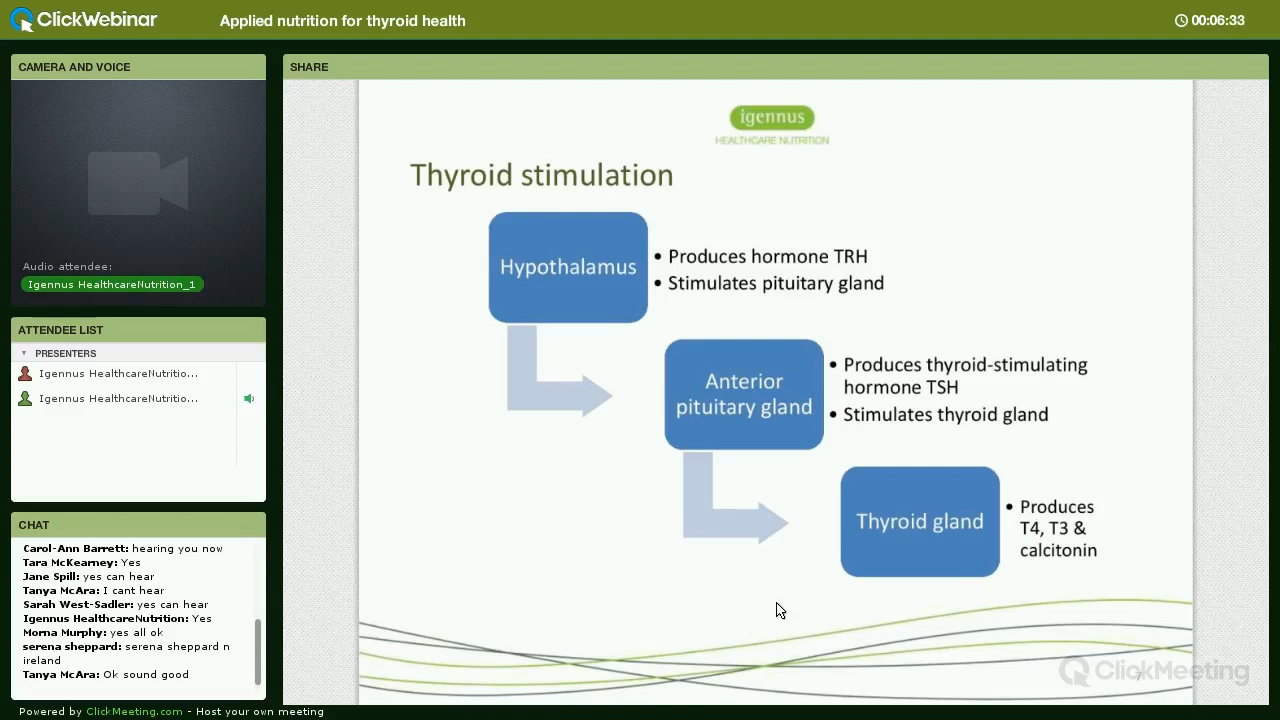 ClickWebinar
Applied nutrition for thyroid health
00:06:33
CAMERA AND VOICE
Audio attendee:
Igennus HealthcareNutrition_1
ATTENDEE LIST
PRESENTERS
Igennus HealthcareNutritio...
Igennus HealthcareNutritio...
CHAT
Carol-Ann Barrett: hearing you now
Tara McKearney: Yes
Jane Spill: yes can hear
Tanya McAra: I cant hear
Sarah West-Sadler: yes can hear
Igennus HealthcareNutrition: Yes
Morna Murphy: yes all ok
serena sheppard: serena sheppard n
ireland
Tanya McAra: Ok sound good
SHARE
igennus
HEALTHCARE NUTRITION
Thyroid stimulation
Hypothalamus
• Produces hormone TRH
• Stimulates pituitary gland
Anterior
pituitary gland
• Produces thyroid-stimulating
hormone TSH
• Stimulates thyroid gland
Thyroid gland
• Produces
T4, T3 &
calcitonin
7
ClickMeeting
Powered by ClickMeeting.com - Host your own meeting